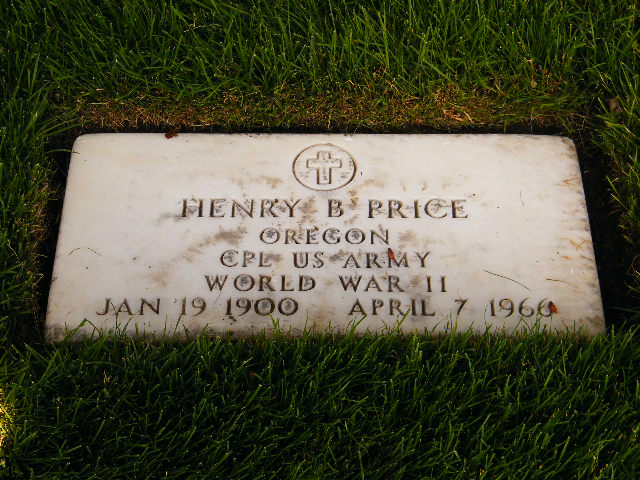 HENRY B PRICE
OREGON
CPL US ARMY
WORLD WAR II
JAN 19 1900 APRIL 7 1966